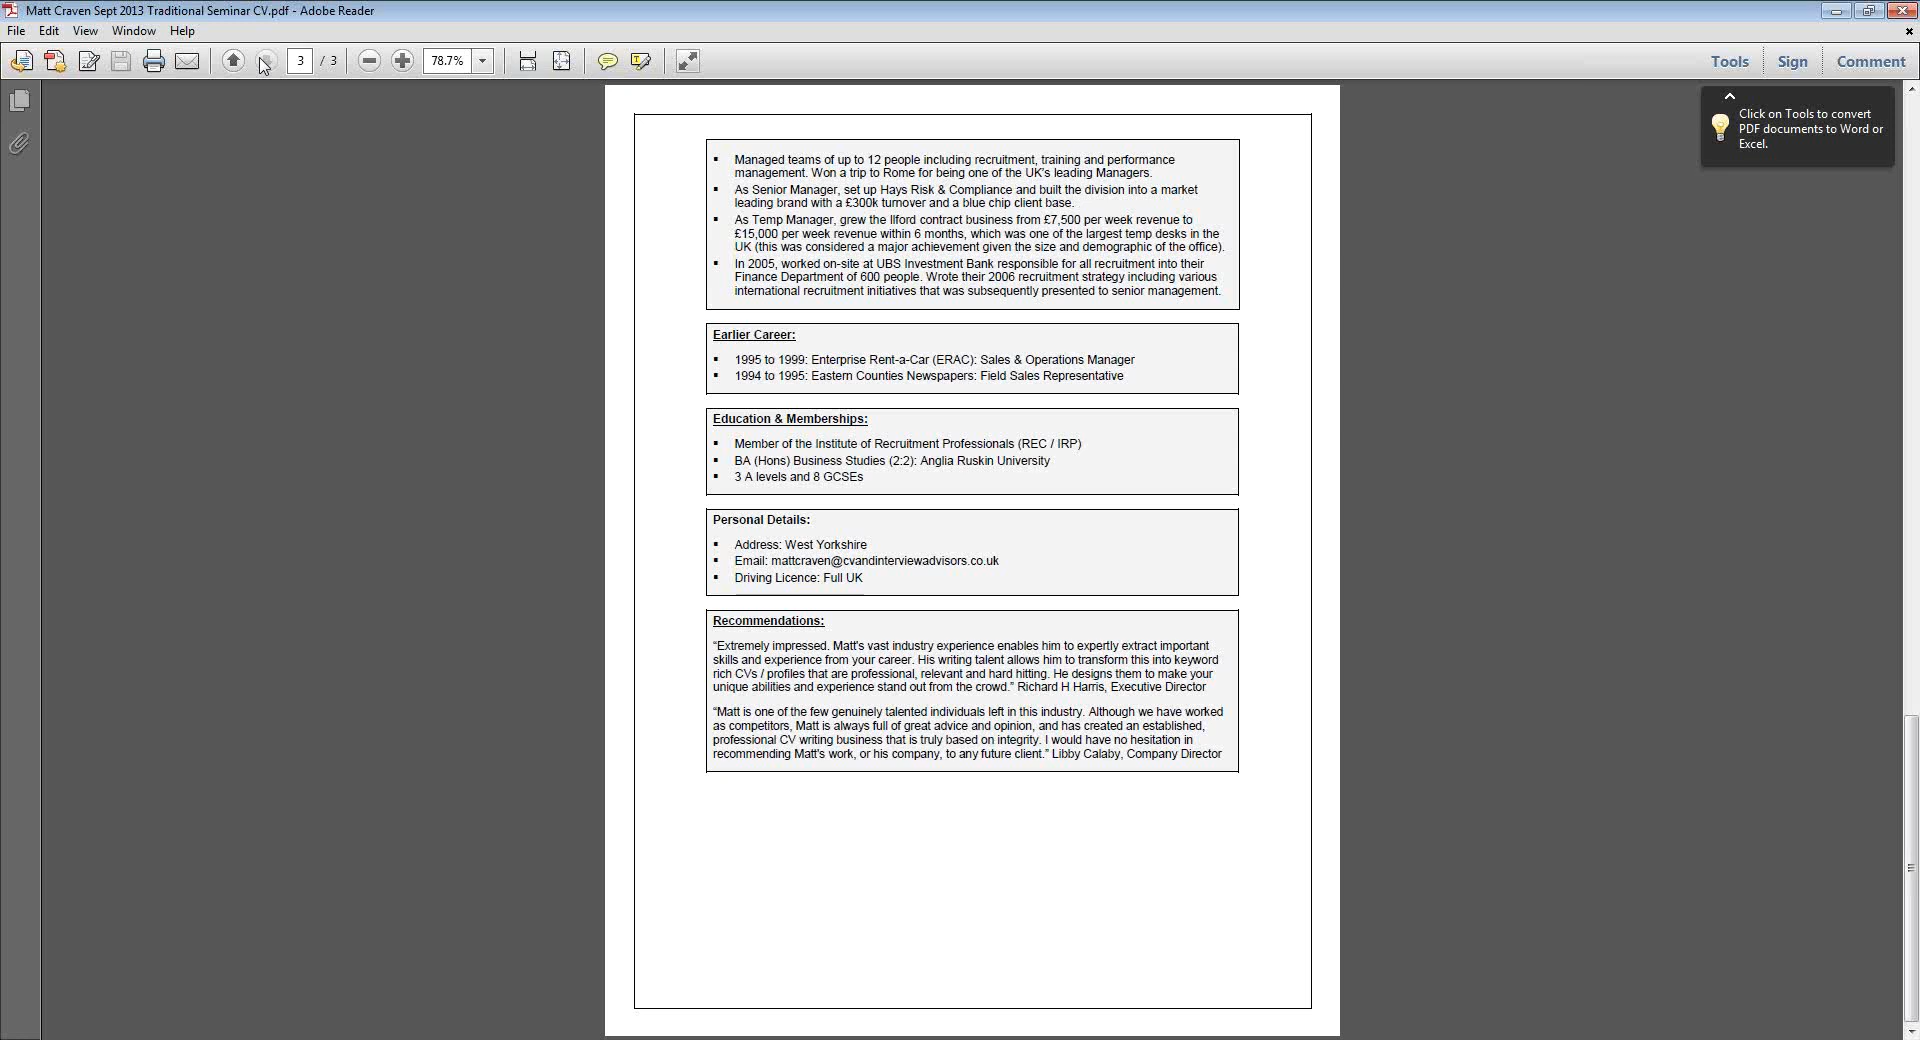 Matt Craven Sept 2013 Traditional Seminar CV.pdf - Adobe Reader
File Edit View Window Help
3 / 3 78.7% Tools Sign Comment
Click on Tools to convert
PDF documents to Word or
Excel.
▪ Managed teams of up to 12 people including recruitment, training and performance
management. Won a trip to Rome for being one of the UK's leading Managers.
▪ As Senior Manager, set up Hays Risk & Compliance and built the division into a market
leading brand with a £300k turnover and a blue chip client base.
▪ As Temp Manager, grew the Ilford contract business from £7,500 per week revenue to
£15,000 per week revenue within 6 months, which was one of the largest temp desks in the
UK (this was considered a major achievement given the size and demographic of the office).
▪ In 2005, worked on-site at UBS Investment Bank responsible for all recruitment into their
Finance Department of 600 people. Wrote their 2006 recruitment strategy including various
international recruitment initiatives that was subsequently presented to senior management.
Earlier Career:
▪ 1995 to 1999: Enterprise Rent-a-Car (ERAC): Sales & Operations Manager
▪ 1994 to 1995: Eastern Counties Newspapers: Field Sales Representative
Education & Memberships:
▪ Member of the Institute of Recruitment Professionals (REC / IRP)
▪ BA (Hons) Business Studies (2:2): Anglia Ruskin University
▪ 3 A levels and 8 GCSEs
Personal Details:
▪ Address: West Yorkshire
▪ Email: mattcraven@cvandinterviewadvisors.co.uk
▪ Driving Licence: Full UK
Recommendations:
“Extremely impressed. Matt's vast industry experience enables him to expertly extract important
skills and experience from your career. His writing talent allows him to transform this into keyword
rich CVs / profiles that are professional, relevant and hard hitting. He designs them to make your
unique abilities and experience stand out from the crowd.” Richard H Harris, Executive Director
“Matt is one of the few genuinely talented individuals left in this industry. Although we have worked
as competitors, Matt is always full of great advice and opinion, and has created an established,
professional CV writing business that is truly based on integrity. I would have no hesitation in
recommending Matt's work, or his company, to any future client.” Libby Calaby, Company Director